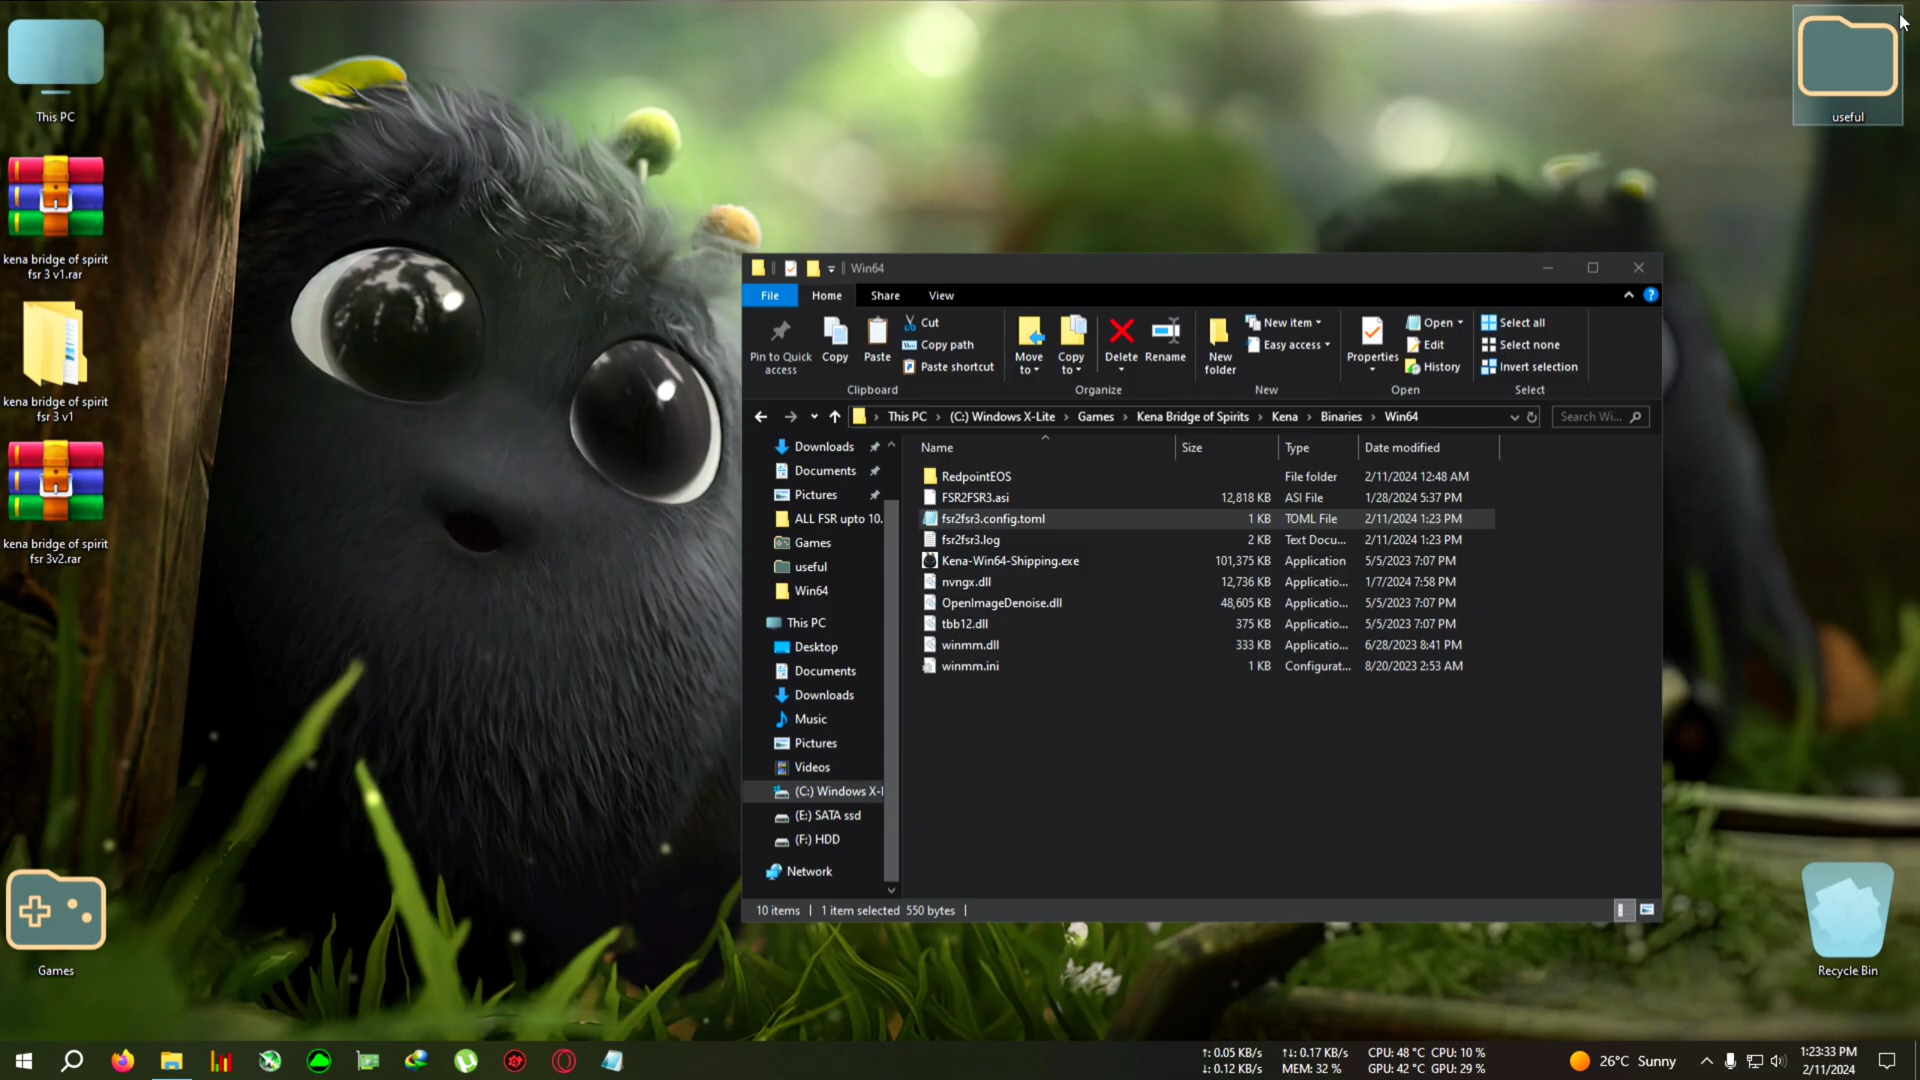 This PC
kena bridge of spirit
fsr 3 v1.rar
kena bridge of spirit
fsr 3 v1
kena bridge of spirit
fsr 3v2.rar
Games
useful
Recycle Bin
Win64
File
Home
Share
View
Pin to Quick
access
Copy
Paste
Cut
Copy path
Paste shortcut
Clipboard
Move
to
Copy
to
Delete
Rename
Organize
New
folder
New item
Easy access
New
Properties
Open
Edit
History
Open
Select all
Select none
Invert selection
Select
This PC > (C:) Windows X-Lite > Games > Kena Bridge of Spirits > Kena > Binaries > Win64
Search Wi...
Downloads
Documents
Pictures
ALL FSR upto 10.
Games
useful
Win64
This PC
Desktop
Documents
Downloads
Music
Pictures
Videos
(C:) Windows X-l
(E:) SATA ssd
(F:) HDD
Network
Name Size Type Date modified
RedpointEOS File folder 2/11/2024 12:48 AM
FSR2FSR3.asi 12,818 KB ASI File 1/28/2024 5:37 PM
fsr2fsr3.config.toml 1 KB TOML File 2/11/2024 1:23 PM
fsr2fsr3.log 2 KB Text Docu... 2/11/2024 1:23 PM
Kena-Win64-Shipping.exe 101,375 KB Application 5/5/2023 7:07 PM
nvngx.dll 12,736 KB Applicatio... 1/7/2024 7:58 PM
OpenImageDenoise.dll 48,605 KB Applicatio... 5/5/2023 7:07 PM
tbb12.dll 375 KB Applicatio... 5/5/2023 7:07 PM
winmm.dll 333 KB Applicatio... 6/28/2023 8:41 PM
winmm.ini 1 KB Configurat... 8/20/2023 2:53 AM
10 items | 1 item selected 550 bytes |
↑: 0.05 KB/s ↑↓: 0.17 KB/s CPU: 48 °C CPU: 10 %
↓: 0.12 KB/s MEM: 32 % GPU: 42 °C GPU: 29 %
26°C Sunny
1:23:33 PM
2/11/2024